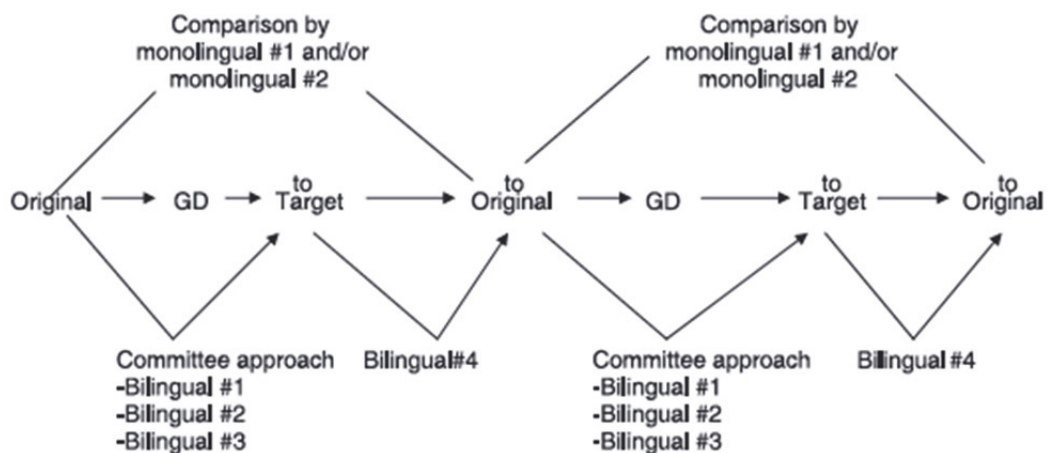 Comparison by
monolingual #1 and/or
monolingual #2
Comparison by
monolingual #1 and/or
monolingual #2
Original
GD
to
Target
to
Original
GD
to
Target
to
Original
Committee approach
-Bilingual #1
-Bilingual #2
-Bilingual #3
Bilingual#4
Committee approach
-Bilingual #1
-Bilingual #2
-Bilingual #3
Bilingual #4